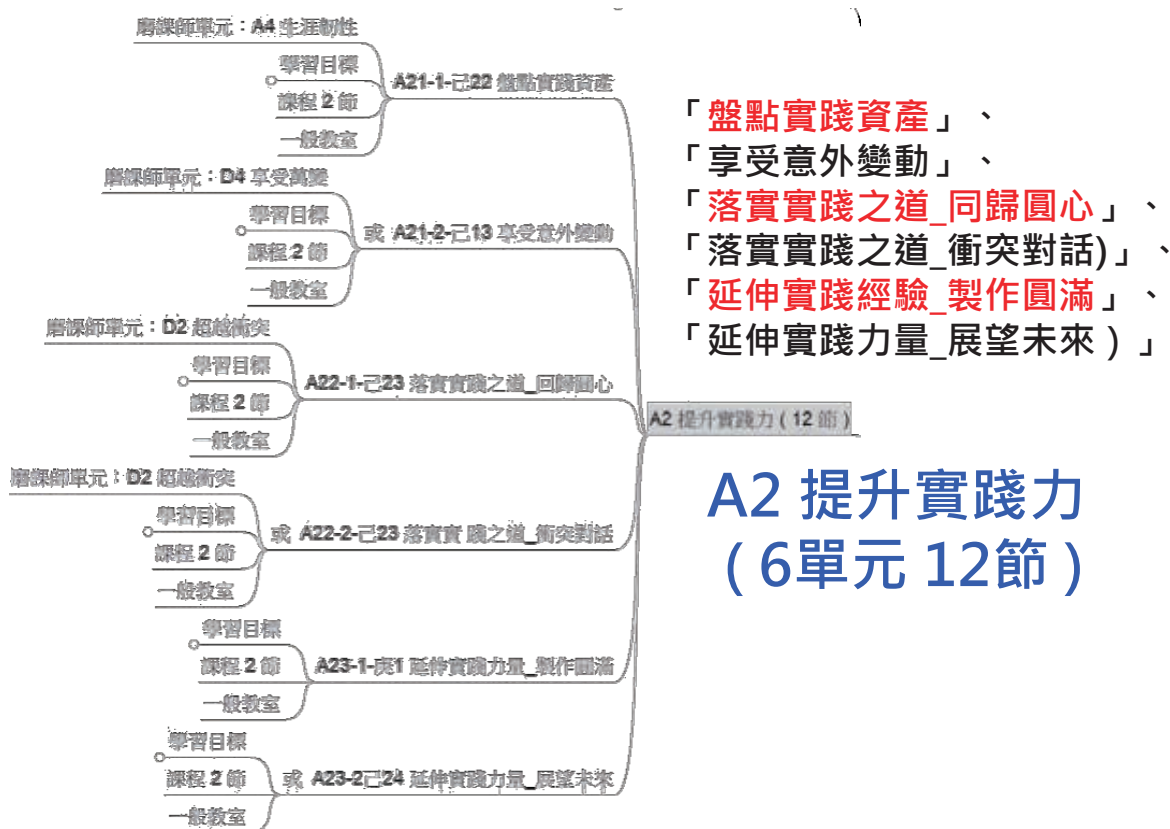 磨課師單元：A4 生涯韌性
學習目標
課程 2 節
一般教室
A21-1-己22 盤點實踐資產
磨課師單元：D4 享受萬變
學習目標
課程 2 節
一般教室
或 A21-2-己13 享受意外變動
磨課師單元：D2 超越衝突
學習目標
課程 2 節
一般教室
A22-1-己23 落實實踐之道_回歸圓心
磨課師單元：D2 超越衝突
學習目標
課程 2 節
一般教室
或 A22-2-己23 落實實 踐之道_衝突對話
學習目標
課程 2 節
一般教室
A23-1-庚1 延伸實踐力量_製作圓滿
學習目標
課程 2 節
一般教室
或 A23-2己24 延伸實踐力量_展望未來
A2 提升實踐力（12 節）
「盤點實踐資產」、
「享受意外變動」、
「落實實踐之道_同歸圓心」、
「落實實踐之道_衝突對話)」、
「延伸實踐經驗_製作圓滿」、
「延伸實踐力量_展望未來）」
A2 提升實踐力
（6單元 12節）